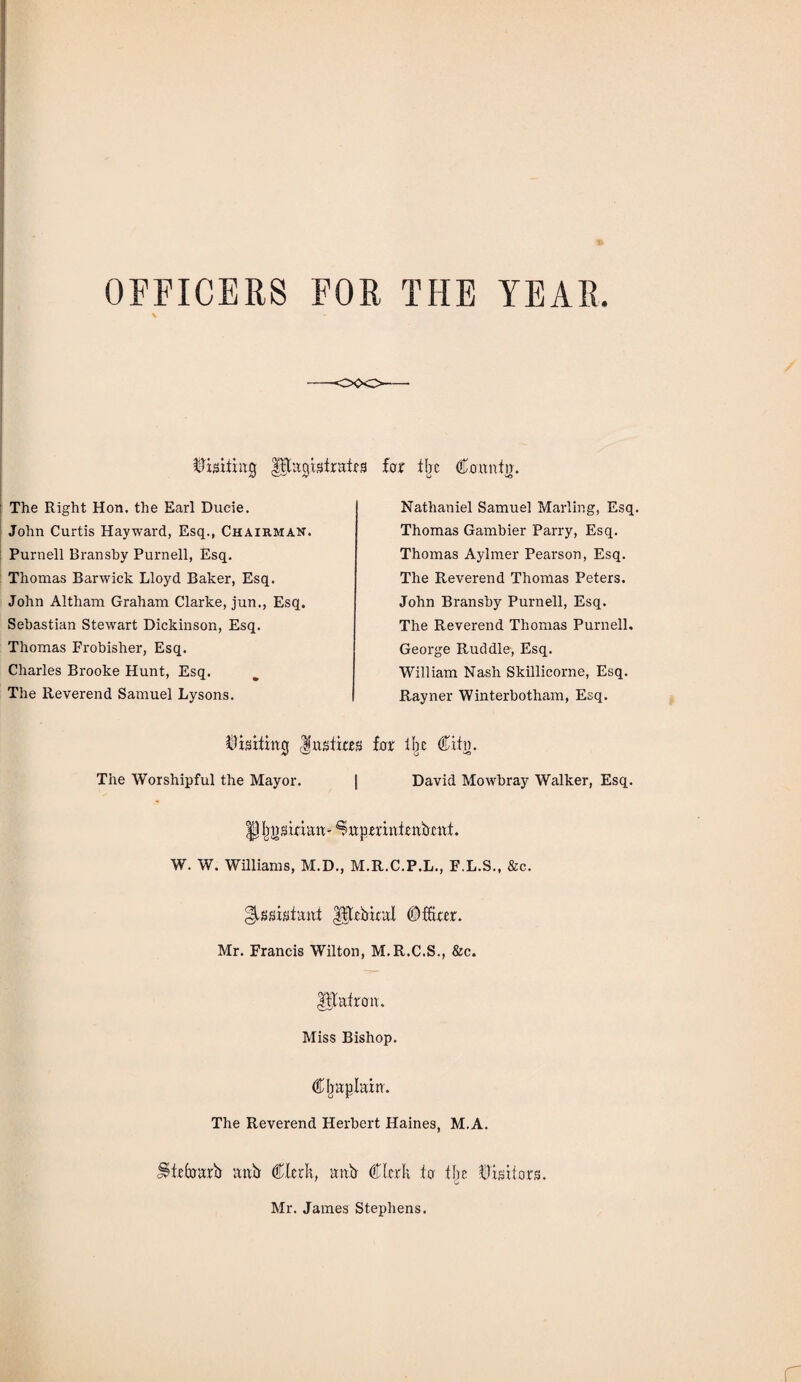 OFFICERS FOR THE YEAR.
Visiting Magistrates for the County.
The Right Hon. the Earl Ducie.
John Curtis Hayward, Esq., CHAIRMAN.
Purnell Bransby Purnell, Esq.
Thomas Barwick Lloyd Baker, Esq.
John Altham Graham Clarke, jun., Esq.
Sebastian Stewart Dickinson, Esq.
Thomas Frobisher, Esq.
Charles Brooke Hunt, Esq.
The Reverend Samuel Lysons.
Nathaniel Samuel Marling, Esq.
Thomas Gambier Parry, Esq.
Thomas Aylmer Pearson, Esq.
The Reverend Thomas Peters.
John Bransby Purnell, Esq.
The Reverend Thomas Purnell.
George Ruddle, Esq.
William Nash Skillicorne, Esq.
Rayner Winterbotham, Esq.
Visiting Justices for the City.
The Worshipful the Mayor. | David Mowbray Walker, Esq.
Physician-Superintendent.
W. W. Williams, M.D., M.R.C.P.L., F.L.S., &c.
Assistant Medical Officer.
Mr. Francis Wilton, M.R.C.S., &c.
Matron.
Miss Bishop.
Chaplain.
The Reverend Herbert Haines, M.A.
Steward and Clerk, and Clerk to the Visitors.
Mr. James Stephens.